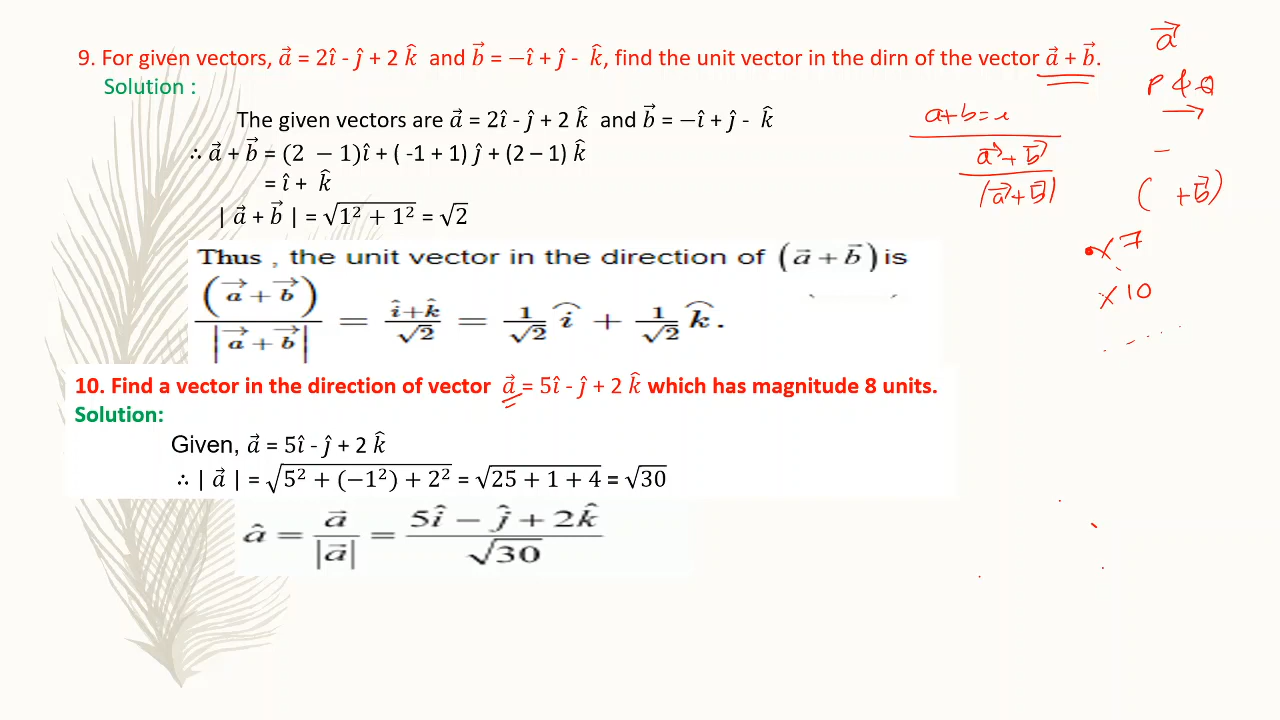 9. For given vectors, a⃗ = 2î - ĵ + 2 k̂ and b⃗ = −î + ĵ - k̂, find the unit vector in the dirn of the vector a⃗ + b⃗.
Solution :
The given vectors are a⃗ = 2î - ĵ + 2 k̂ and b⃗ = −î + ĵ - k̂
∴ a⃗ + b⃗ = (2 − 1)î + ( -1 + 1) ĵ + (2 – 1) k̂
= î + k̂
| a⃗ + b⃗ | = √(1² + 1²) = √2
Thus , the unit vector in the direction of (a⃗ + b⃗) is
(a⃗ + b⃗) / |a⃗ + b⃗| = (î+k̂)/√2 = 1/√2 î + 1/√2 k̂.
10. Find a vector in the direction of vector a⃗ = 5î - ĵ + 2 k̂ which has magnitude 8 units.
Solution:
Given, a⃗ = 5î - ĵ + 2 k̂
∴ | a⃗ | = √(5² + (−1²) + 2²) = √(25 + 1 + 4) = √30
â = a⃗/|a⃗| = (5î − ĵ + 2k̂)/√30
a⃗
P & Q
a+b=
a⃗ + b⃗
|a⃗ + b⃗|
( + b⃗)
× 7
× 10